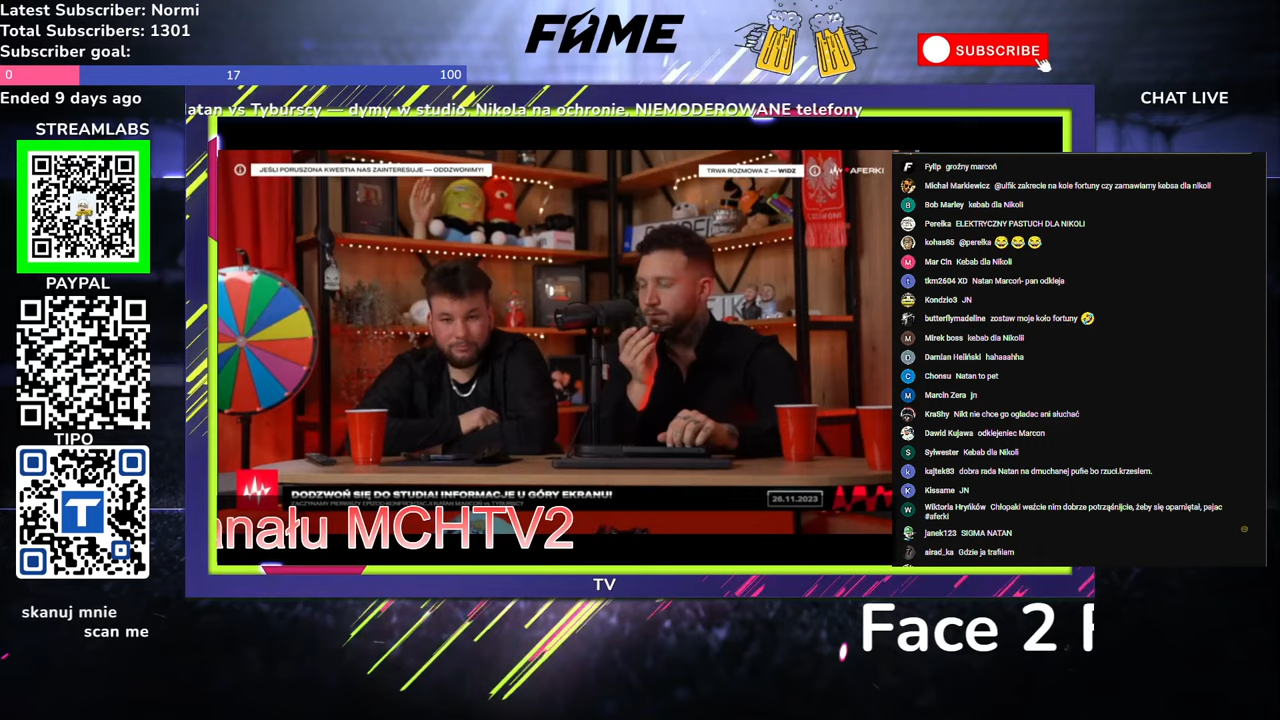 Latest Subscriber: Normi
Total Subscribers: 1301
Subscriber goal:
0 17 100
Ended 9 days ago
FAME
SUBSCRIBE
CHAT LIVE
STREAMLABS
PAYPAL
TIPO
T
skanuj mnie
scan me
atan vs Tyburscy — dymy w studio, Nikola na ochronie, NIEMODEROWANE telefony
JEŚLI PORUSZONA KWESTIA NAS ZAINTERESUJE — ODDZWONIMY!
TRWA ROZMOWA Z — WIDZ
AFERKI
DODZWOŃ SIĘ DO STUDIA! INFORMACJE U GÓRY EKRANU!
26.11.2023
anału MCHTV2
TV
Face 2
Fylip groźny marcoń
Michał Markiewicz @ulfik zakrecie na kole fortuny czy zamawiamy kebsa dla nikoli
Bob Marley kebab dla Nikoli
Perełka ELEKTRYCZNY PASTUCH DLA NIKOLI
kohas85 @perełka 😂😂😂
Mar Cin Kebab dla Nikoli
tkm2604 XD Natan Marcoń- pan odkleja
Kondzio3 JN
butterflymadeline zostaw moje koło fortuny 🤣
Mirek boss kebab dla Nikolii
Damian Heliński hahaaahha
Chonsu Natan to pet
Marcin Zera jn
KraShy Nikt nie chce go ogladac ani słuchać
Dawid Kujawa odklejeniec Marcon
Sylwester Kebab dla Nikoli
kajtek83 dobra rada Natan na dmuchanej pufie bo rzuci.krzesłem.
Kissame JN
Wiktoria Hryńków Chłopaki weźcie nim dobrze potrząśnijcie, żeby się opamiętał, pajac
#aferki
janek123 SIGMA NATAN
airad_ka Gdzie ja trafiłam